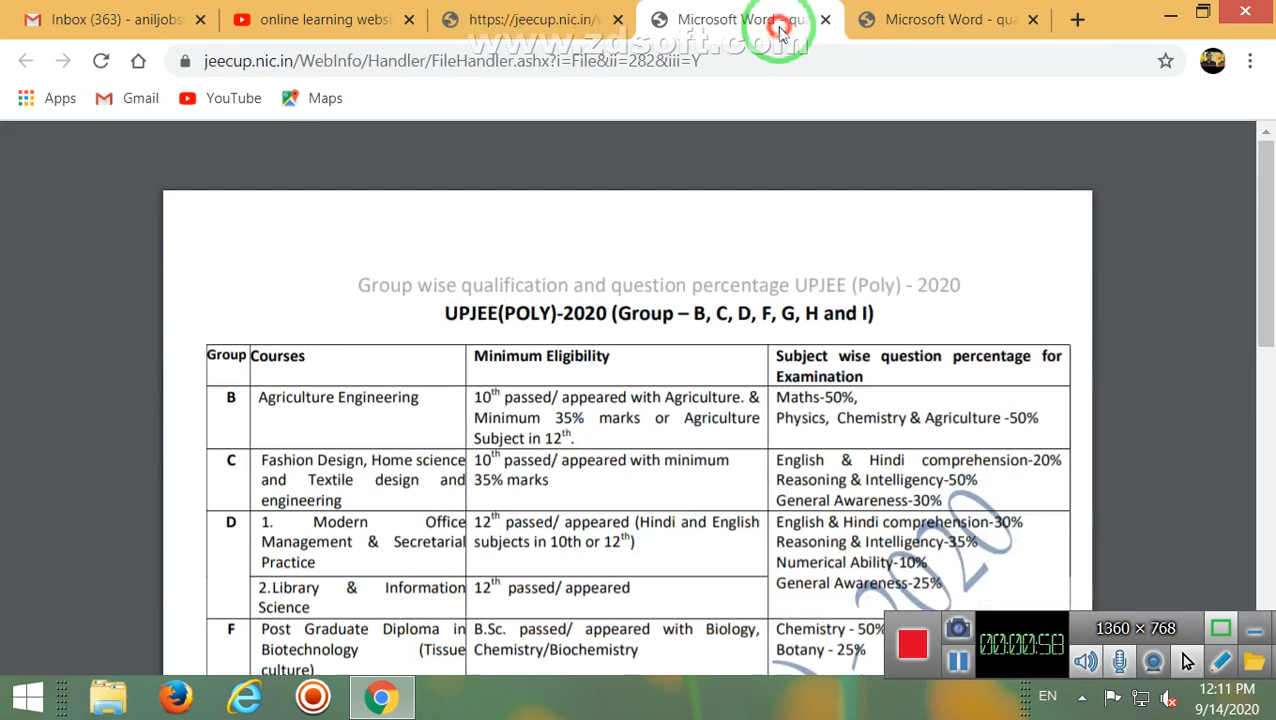 Inbox (363) - aniljobs
online learning websi
https://jeecup.nic.in/
Microsoft Word - qua
Microsoft Word - qua
www.zdsoft.com
jeecup.nic.in/WebInfo/Handler/FileHandler.ashx?i=File&ii=282&iii=Y
Apps
Gmail
YouTube
Maps
Group wise qualification and question percentage UPJEE (Poly) - 2020
UPJEE(POLY)-2020 (Group – B, C, D, F, G, H and I)
Group
Courses
Minimum Eligibility
Subject wise question percentage for
Examination
B
Agriculture Engineering
10th passed/ appeared with Agriculture. &
Minimum 35% marks or Agriculture
Subject in 12th.
Maths-50%,
Physics, Chemistry & Agriculture -50%
C
Fashion Design, Home science
and Textile design and
engineering
10th passed/ appeared with minimum
35% marks
English & Hindi comprehension-20%
Reasoning & Intelligency-50%
General Awareness-30%
D
1. Modern Office
Management & Secretarial
Practice
12th passed/ appeared (Hindi and English
subjects in 10th or 12th)
English & Hindi comprehension-30%
Reasoning & Intelligency-35%
Numerical Ability-10%
General Awareness-25%
2.Library & Information
Science
12th passed/ appeared
F
Post Graduate Diploma in
Biotechnology (Tissue
culture)
B.Sc. passed/ appeared with Biology,
Chemistry/Biochemistry
Chemistry - 50%
Botany - 25%
2020
1360 × 768
00:00:58
EN
12:11 PM
9/14/2020